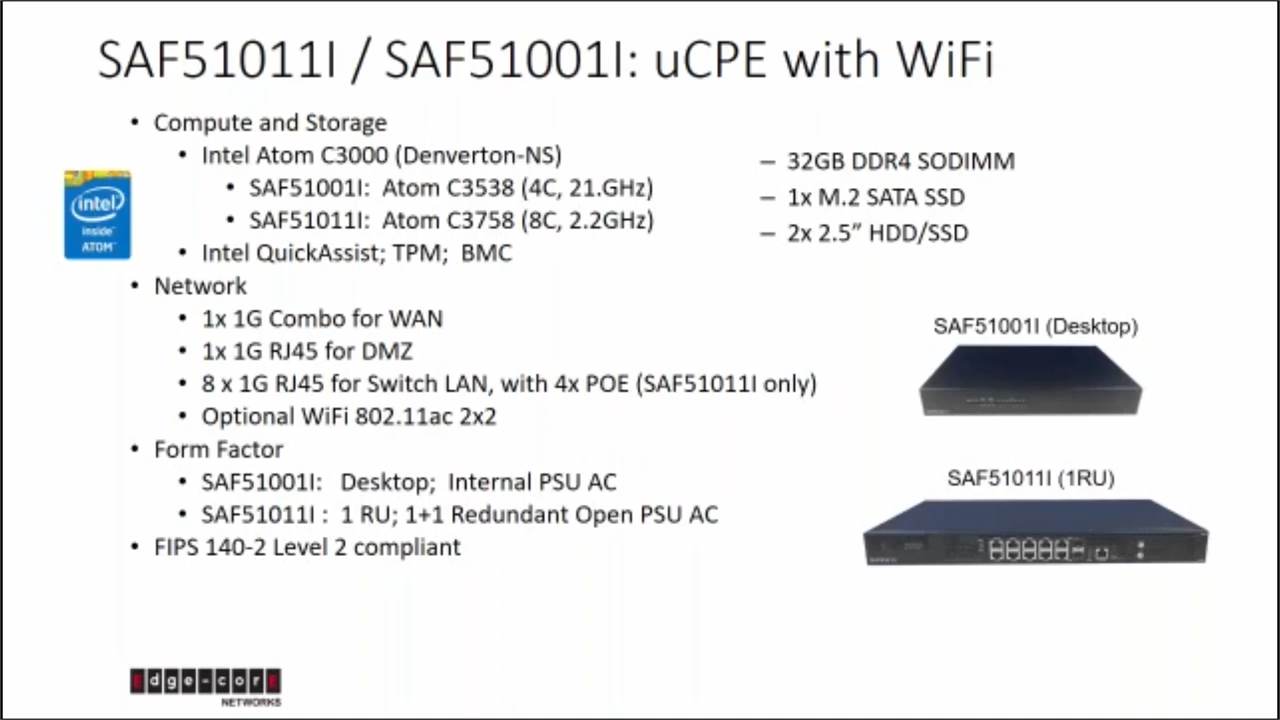 SAF51011I / SAF51001I: uCPE with WiFi
• Compute and Storage
• Intel Atom C3000 (Denverton-NS)
• SAF51001I: Atom C3538 (4C, 21.GHz)
• SAF51011I: Atom C3758 (8C, 2.2GHz)
• Intel QuickAssist; TPM; BMC
– 32GB DDR4 SODIMM
– 1x M.2 SATA SSD
– 2x 2.5” HDD/SSD
intel
inside™
ATOM™
• Network
• 1x 1G Combo for WAN
• 1x 1G RJ45 for DMZ
• 8 x 1G RJ45 for Switch LAN, with 4x POE (SAF51011I only)
• Optional WiFi 802.11ac 2x2
• Form Factor
• SAF51001I: Desktop; Internal PSU AC
• SAF51011I : 1 RU; 1+1 Redundant Open PSU AC
• FIPS 140-2 Level 2 compliant
SAF51001I (Desktop)
SAF51011I (1RU)
Edge-corE
NETWORKS